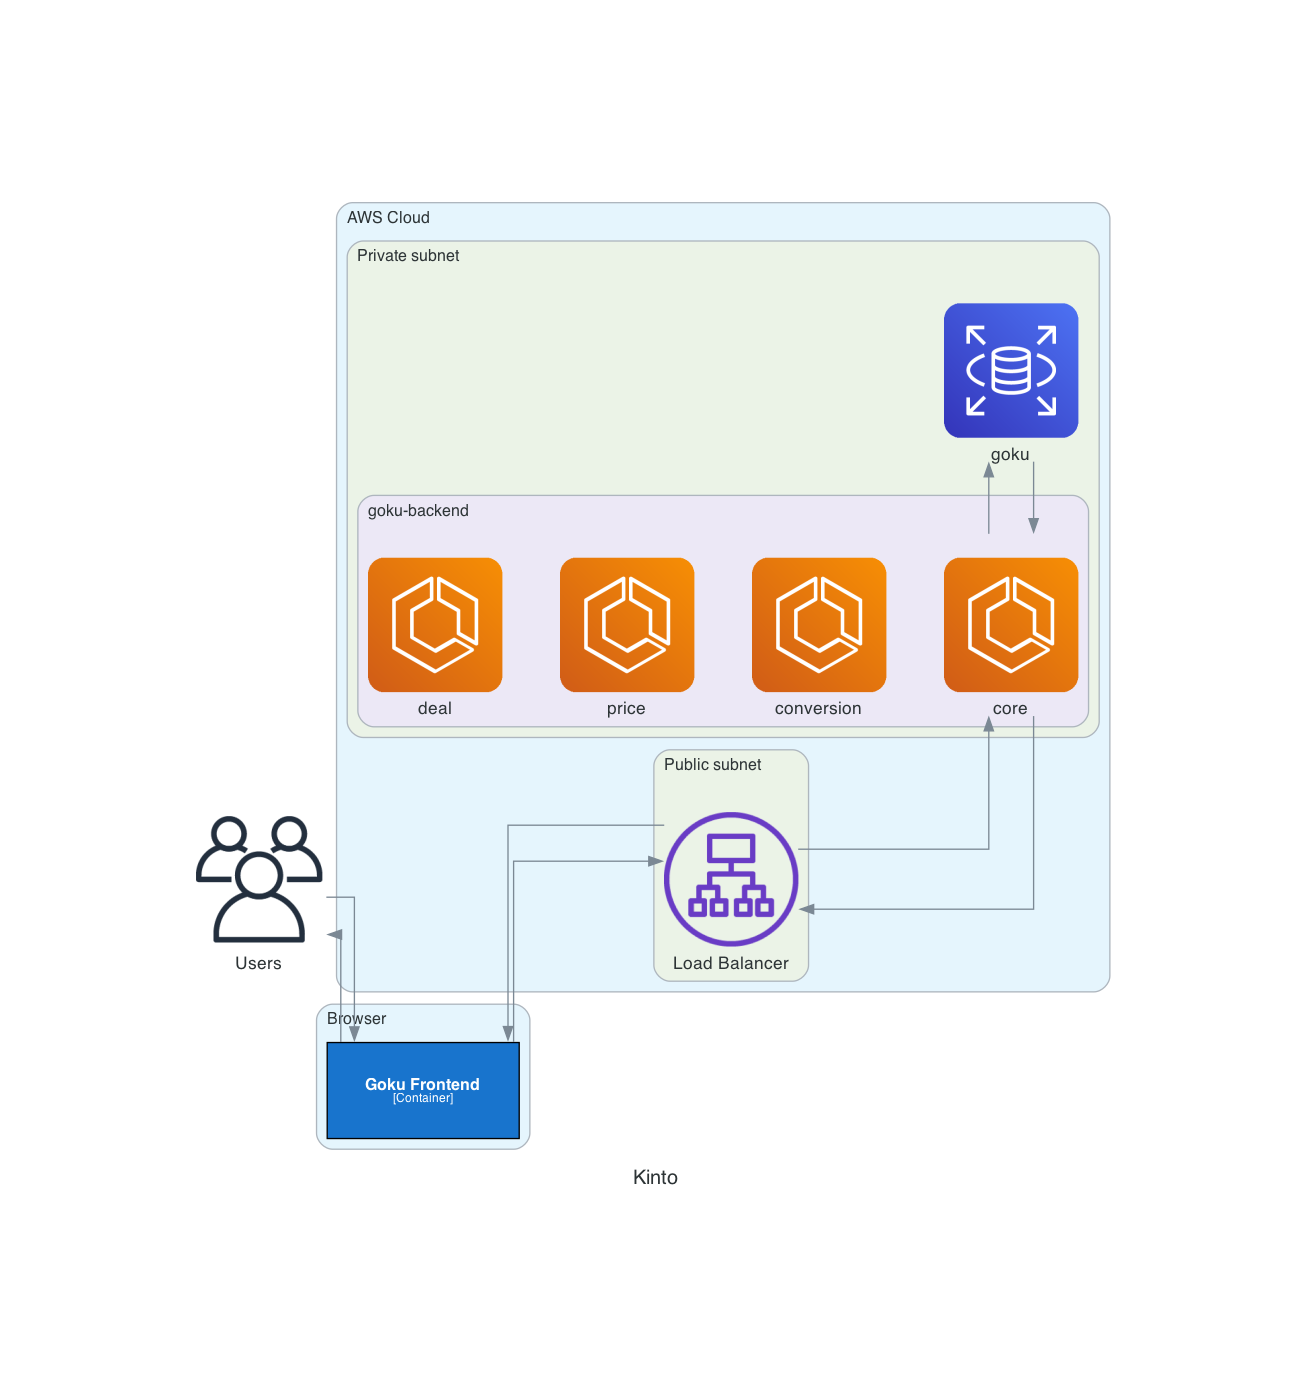 AWS Cloud
Private subnet
goku
goku-backend
deal
price
conversion
core
Public subnet
Load Balancer
Users
Browser
Goku Frontend
[Container]
Kinto